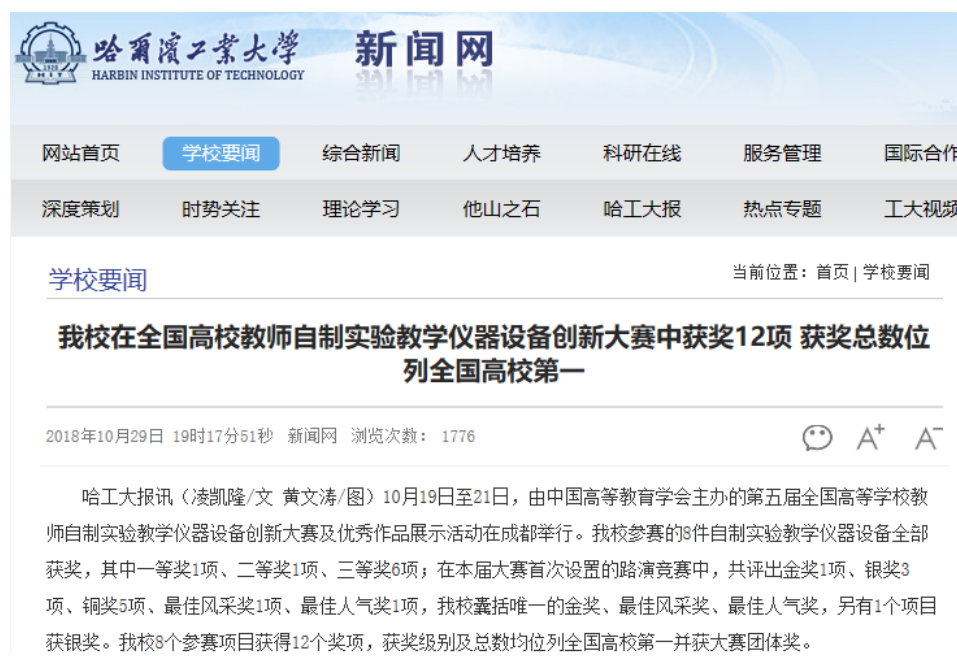 哈尔滨工业大学 新闻网
HARBIN INSTITUTE OF TECHNOLOGY
网站首页 学校要闻 综合新闻 人才培养 科研在线 服务管理 国际合作
深度策划 时势关注 理论学习 他山之石 哈工大报 热点专题 工大视频
学校要闻
当前位置：首页 | 学校要闻
我校在全国高校教师自制实验教学仪器设备创新大赛中获奖12项 获奖总数位
列全国高校第一
2018年10月29日 19时17分51秒 新闻网 浏览次数： 1776
A+ A-
哈工大报讯（凌凯隆/文 黄文涛/图）10月19日至21日，由中国高等教育学会主办的第五届全国高等学校教
师自制实验教学仪器设备创新大赛及优秀作品展示活动在成都举行。我校参赛的8件自制实验教学仪器设备全部
获奖，其中一等奖1项、二等奖1项、三等奖6项；在本届大赛首次设置的路演竞赛中，共评出金奖1项、银奖3
项、铜奖5项、最佳风采奖1项、最佳人气奖1项，我校囊括唯一的金奖、最佳风采奖、最佳人气奖，另有1个项目
获银奖。我校8个参赛项目获得12个奖项，获奖级别及总数均位列全国高校第一并获大赛团体奖。